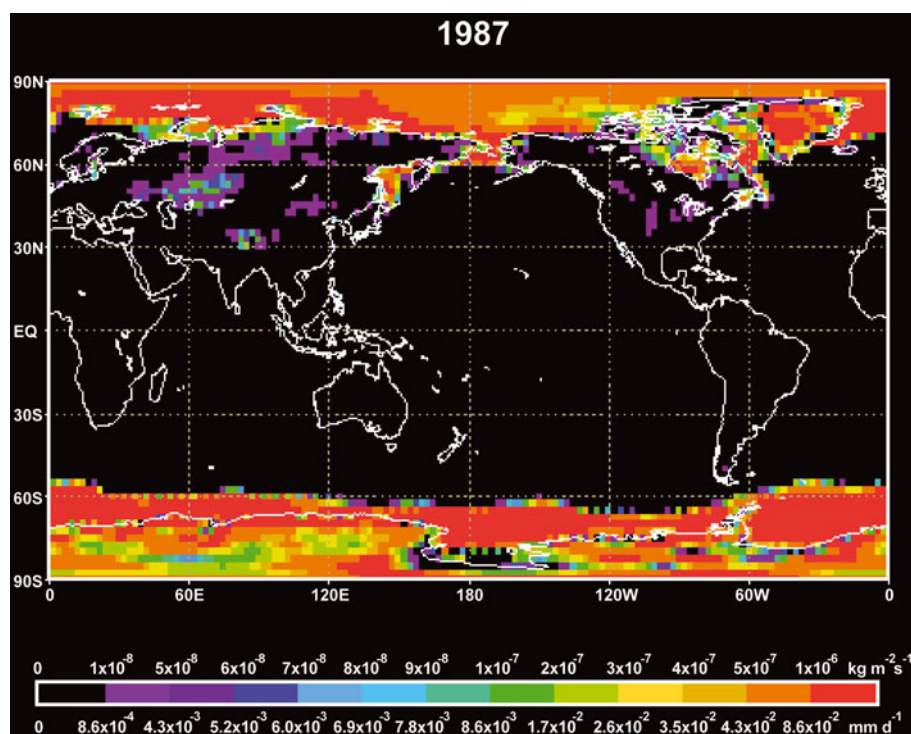 1987
90N
60N
30N
EQ
30S
60S
90S
0 60E 120E 180 120W 60W 0
0 1x10⁻⁸ 5x10⁻⁸ 6x10⁻⁸ 7x10⁻⁸ 8x10⁻⁸ 9x10⁻⁸ 1x10⁻⁷ 2x10⁻⁷ 3x10⁻⁷ 4x10⁻⁷ 5x10⁻⁷ 1x10⁻⁶ kg m⁻²s⁻¹
0 8.6x10⁻⁴ 4.3x10⁻³ 5.2x10⁻³ 6.0x10⁻³ 6.9x10⁻³ 7.8x10⁻³ 8.6x10⁻³ 1.7x10⁻² 2.6x10⁻² 3.5x10⁻² 4.3x10⁻² 8.6x10⁻² mm d⁻¹